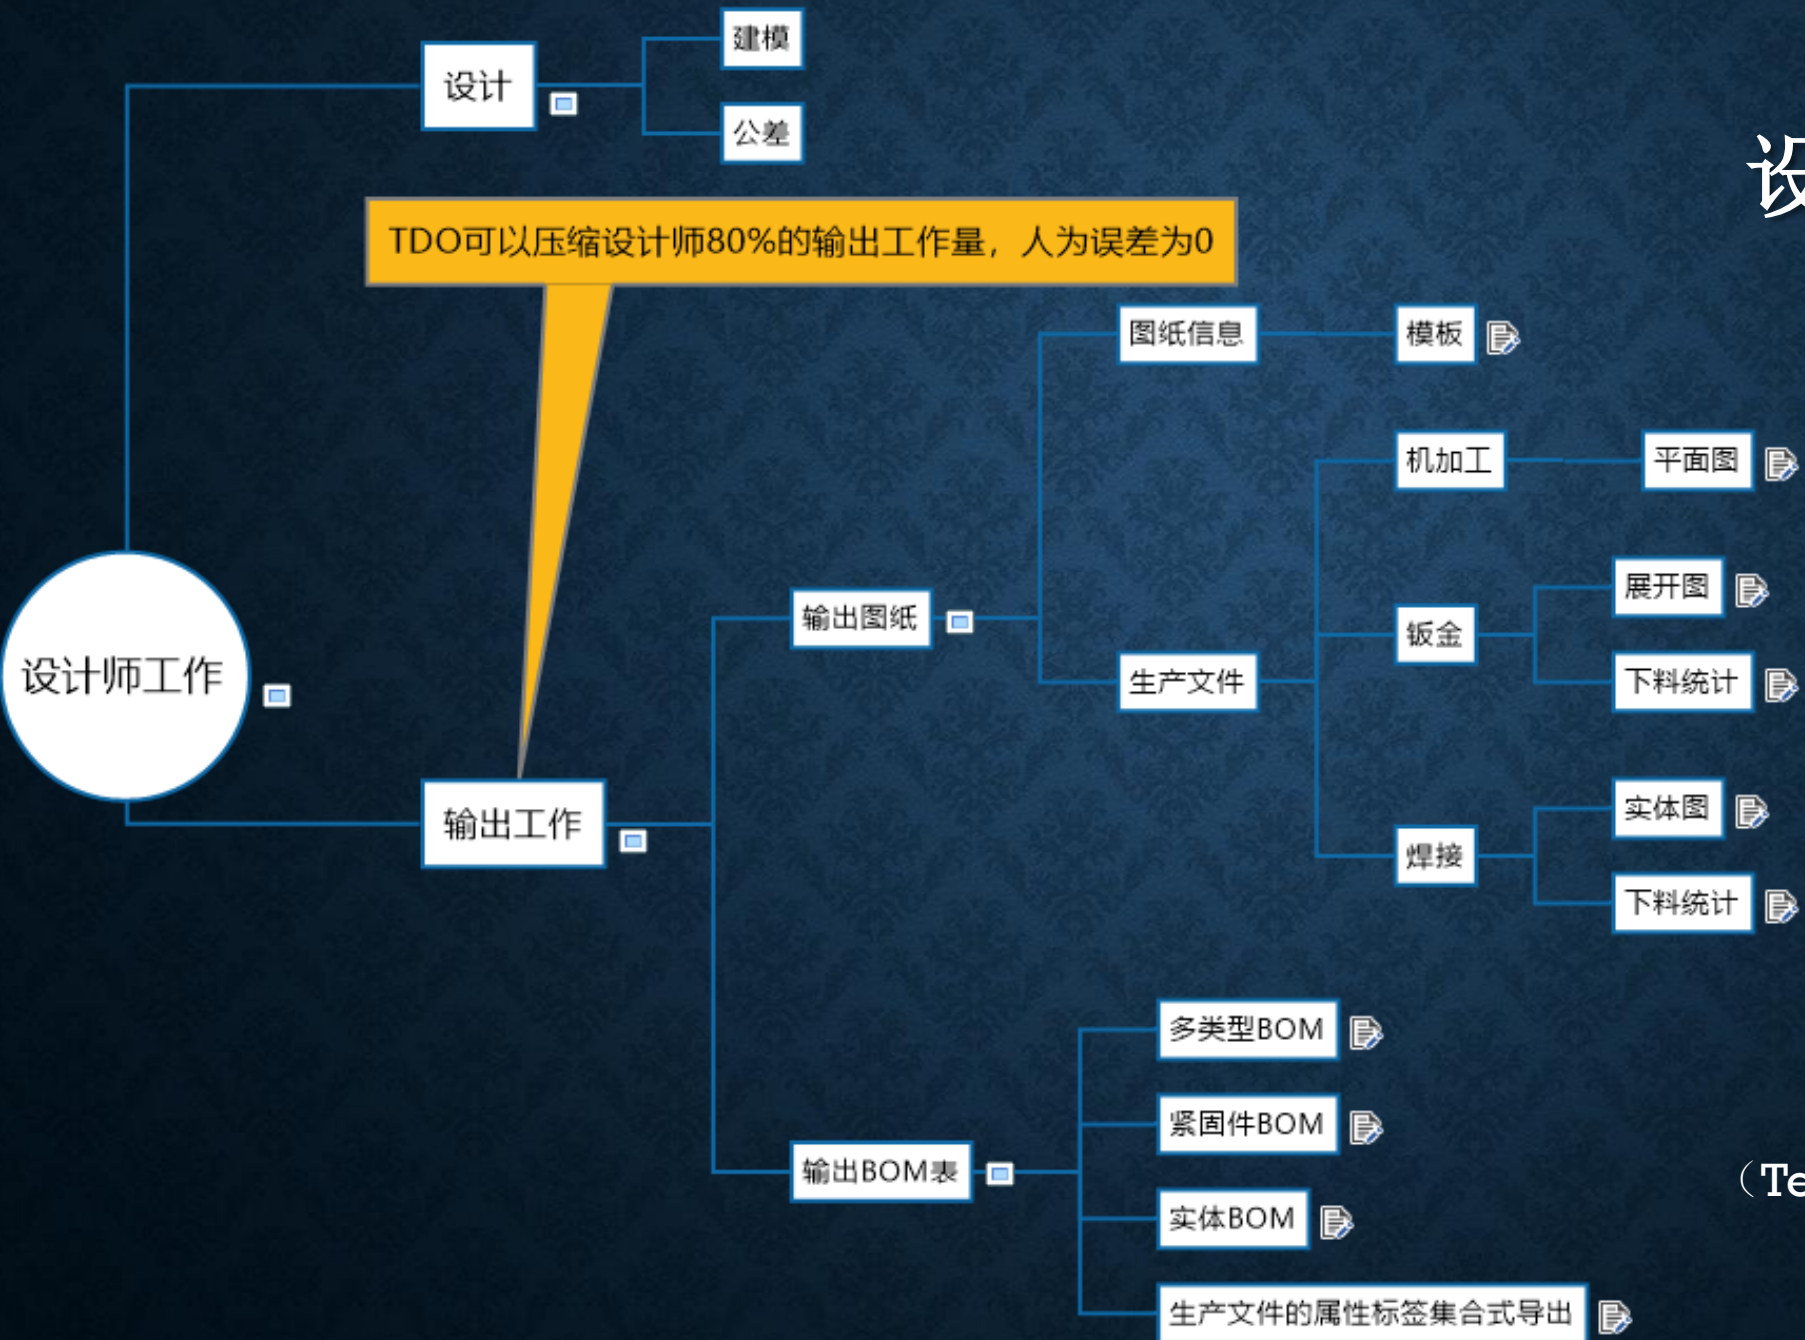 建模
设计
公差
设
TDO可以压缩设计师80%的输出工作量，人为误差为0
图纸信息
模板
机加工
平面图
展开图
输出图纸
钣金
设计师工作
生产文件
下料统计
实体图
输出工作
焊接
下料统计
多类型BOM
紧固件BOM
输出BOM表
（Te
实体BOM
生产文件的属性标签集合式导出